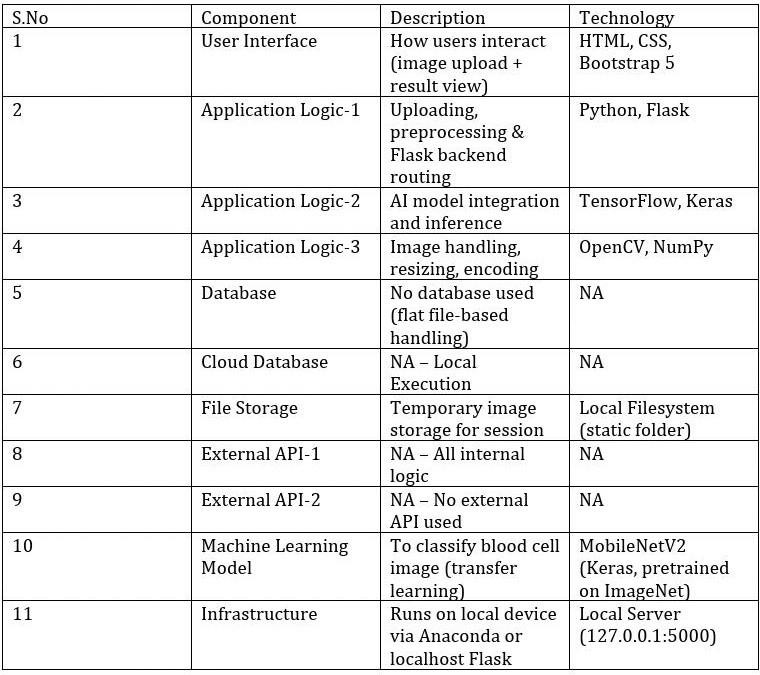 S.No Component Description Technology
1 User Interface How users interact HTML, CSS,
(image upload + Bootstrap 5
result view)
2 Application Logic-1 Uploading, Python, Flask
preprocessing &
Flask backend
routing
3 Application Logic-2 AI model integration TensorFlow, Keras
and inference
4 Application Logic-3 Image handling, OpenCV, NumPy
resizing, encoding
5 Database No database used NA
(flat file-based
handling)
6 Cloud Database NA – Local NA
Execution
7 File Storage Temporary image Local Filesystem
storage for session (static folder)
8 External API-1 NA – All internal NA
logic
9 External API-2 NA – No external NA
API used
10 Machine Learning To classify blood cell MobileNetV2
Model image (transfer (Keras, pretrained
learning) on ImageNet)
11 Infrastructure Runs on local device Local Server
via Anaconda or (127.0.0.1:5000)
localhost Flask